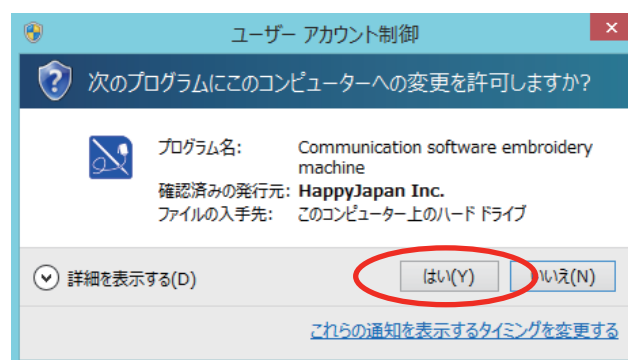 ユーザー アカウント制御
次のプログラムにこのコンピューターへの変更を許可しますか?
プログラム名: Communication software embroidery
machine
確認済みの発行元: HappyJapan Inc.
ファイルの入手先: このコンピューター上のハード ドライブ
詳細を表示する(D) はい(Y) いいえ(N)
これらの通知を表示するタイミングを変更する